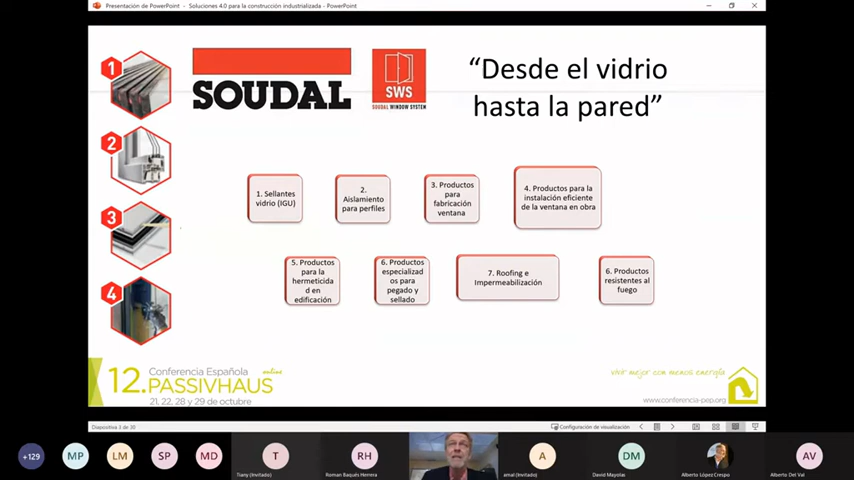 Presentación de PowerPoint - Soluciones 4.0 para la construcción industrializada - PowerPoint
1
2
3
4
SOUDAL
SWS
SOUDAL WINDOW SYSTEM
“Desde el vidrio
hasta la pared”
1. Sellantes
vidrio (IGU)
2.
Aislamiento
para perfiles
3. Productos
para
fabricación
ventana
4. Productos para la
instalación eficiente
de la ventana en obra
5. Productos
para la
hermeticida
d en
edificación
6. Productos
especializad
os para
pegado y
sellado
7. Roofing e
Impermeabilización
6. Productos
resistentes al
fuego
12. Conferencia Española online
PASSIVHAUS
21, 22, 28 y 29 de octubre
vivir mejor con menos energía
www.conferencia-pep.org
Diapositiva 3 de 20
Configuración de visualización
+129
MP
LM
SP
MD
T
Tiany (Invitado)
RH
Roman Baqués Herrera
A
amal (Invitado)
DM
David Mayolas
Alberto López Crespo
AV
Alberto Del Val